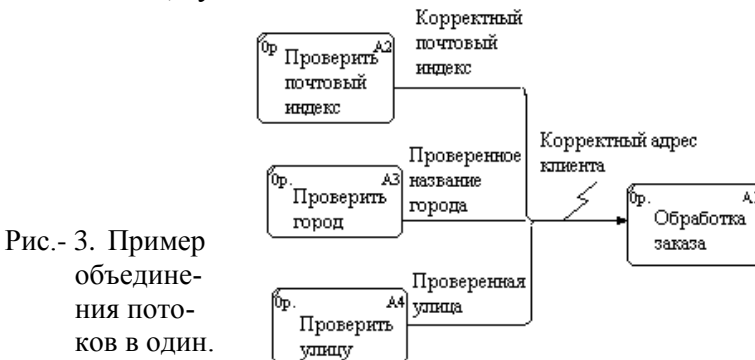 Корректный
почтовый
индекс
0р. A2
Проверить
почтовый
индекс
Корректный адрес
клиента
Проверенное
название
города
0р. A3
Проверить
город
0р.
Обработка
заказа
Рис.- 3. Пример
объедине-
ния пото-
ков в один.
Проверенная
улица
0р. A4
Проверить
улицу